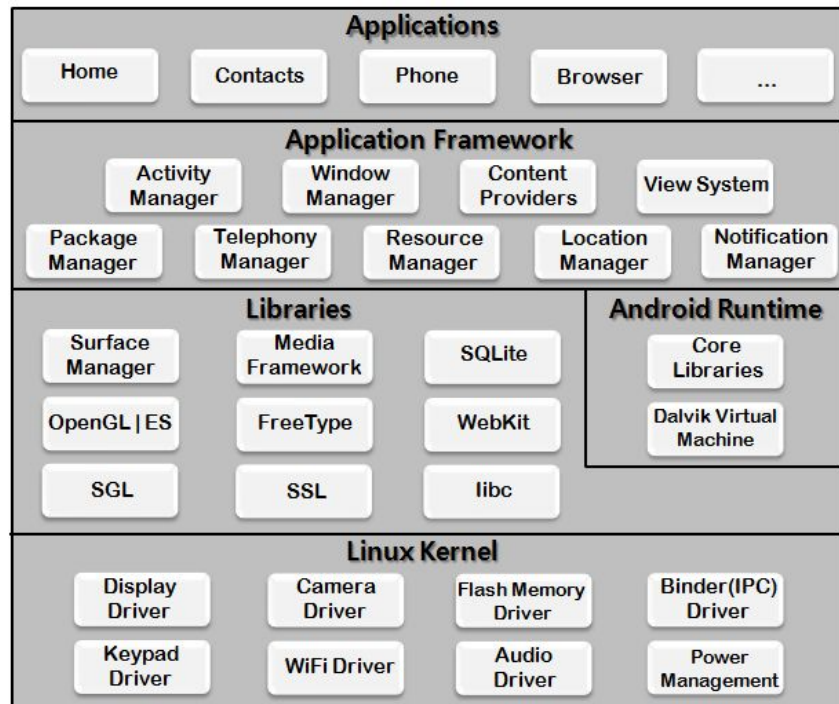 Applications
Home
Contacts
Phone
Browser
...
Application Framework
Activity
Manager
Window
Manager
Content
Providers
View System
Package
Manager
Telephony
Manager
Resource
Manager
Location
Manager
Notification
Manager
Libraries
Surface
Manager
Media
Framework
SQLite
OpenGL | ES
FreeType
WebKit
SGL
SSL
libc
Android Runtime
Core
Libraries
Dalvik Virtual
Machine
Linux Kernel
Display
Driver
Camera
Driver
Flash Memory
Driver
Binder(IPC)
Driver
Keypad
Driver
WiFi Driver
Audio
Driver
Power
Management